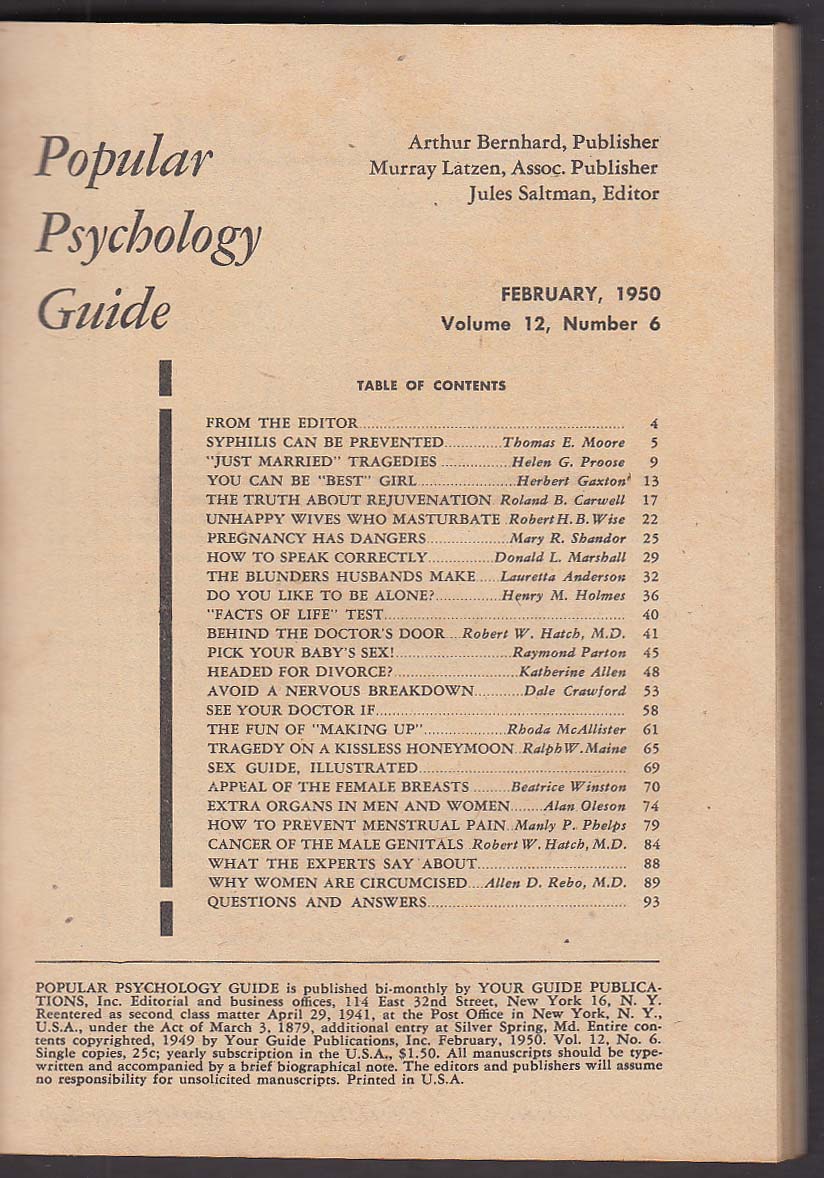 Popular
Psychology
Guide
Arthur Bernhard, Publisher
Murray Latzen, Assoc. Publisher
Jules Saltman, Editor
FEBRUARY, 1950
Volume 12, Number 6
TABLE OF CONTENTS
FROM THE EDITOR 4
SYPHILIS CAN BE PREVENTED Thomas E. Moore 5
"JUST MARRIED" TRAGEDIES Helen G. Proose 9
YOU CAN BE "BEST" GIRL Herbert Gaxton 13
THE TRUTH ABOUT REJUVENATION Roland B. Carwell 17
UNHAPPY WIVES WHO MASTURBATE Robert H. B. Wise 22
PREGNANCY HAS DANGERS Mary R. Shandor 25
HOW TO SPEAK CORRECTLY Donald L. Marshall 29
THE BLUNDERS HUSBANDS MAKE Lauretta Anderson 32
DO YOU LIKE TO BE ALONE? Henry M. Holmes 36
"FACTS OF LIFE" TEST 40
BEHIND THE DOCTOR'S DOOR Robert W. Hatch, M.D. 41
PICK YOUR BABY'S SEX! Raymond Parton 45
HEADED FOR DIVORCE? Katherine Allen 48
AVOID A NERVOUS BREAKDOWN Dale Crawford 53
SEE YOUR DOCTOR IF 58
THE FUN OF "MAKING UP" Rhoda McAllister 61
TRAGEDY ON A KISSLESS HONEYMOON Ralph W. Maine 65
SEX GUIDE, ILLUSTRATED 69
APPEAL OF THE FEMALE BREASTS Beatrice Winston 70
EXTRA ORGANS IN MEN AND WOMEN Alan Oleson 74
HOW TO PREVENT MENSTRUAL PAIN Manly P. Phelps 79
CANCER OF THE MALE GENITALS Robert W. Hatch, M.D. 84
WHAT THE EXPERTS SAY ABOUT 88
WHY WOMEN ARE CIRCUMCISED Allen D. Rebo, M.D. 89
QUESTIONS AND ANSWERS 93
POPULAR PSYCHOLOGY GUIDE is published bi-monthly by YOUR GUIDE PUBLICA-
TIONS, Inc. Editorial and business offices, 114 East 32nd Street, New York 16, N. Y.
Reentered as second class matter April 29, 1941, at the Post Office in New York, N. Y.,
U.S.A., under the Act of March 3, 1879, additional entry at Silver Spring, Md. Entire con-
tents copyrighted, 1949 by Your Guide Publications, Inc. February, 1950. Vol. 12, No. 6.
Single copies, 25c; yearly subscription in the U.S.A., $1.50. All manuscripts should be type-
written and accompanied by a brief biographical note. The editors and publishers will assume
no responsibility for unsolicited manuscripts. Printed in U.S.A.